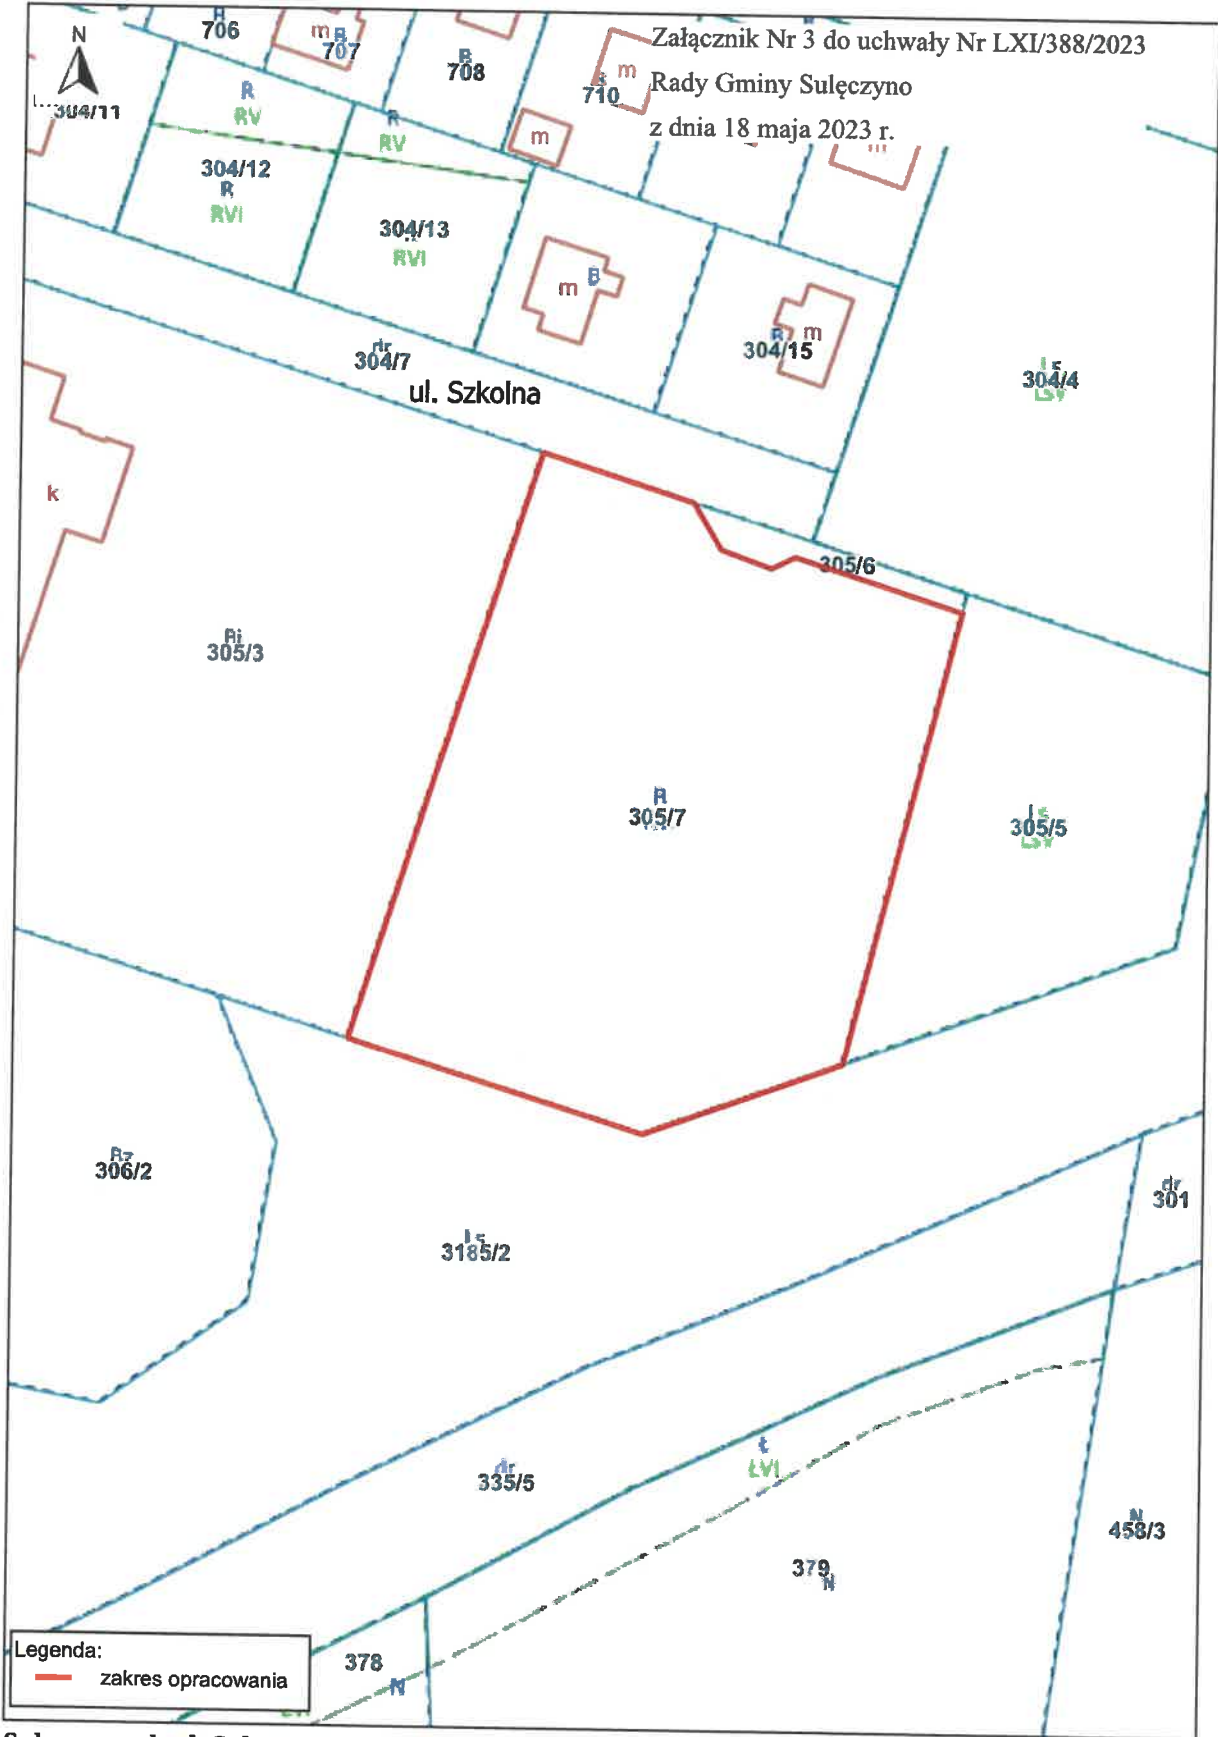 Załącznik Nr 3 do uchwały Nr LXI/388/2023
Rady Gminy Sulęczyno
z dnia 18 maja 2023 r.
N
706
m
B
707
B
708
710
m
m
304/11
R
RV
R
RV
304/12
R
RVI
304/13
RVI
m
B
m
304/15
304/4
dr
304/7
ul. Szkolna
k
305/6
305/3
R
305/7
305/5
306/2
Ls
3185/2
dr
301
dr
335/5
Ł
ŁVI
N
458/3
379
N
378
N
Legenda:
zakres opracowania